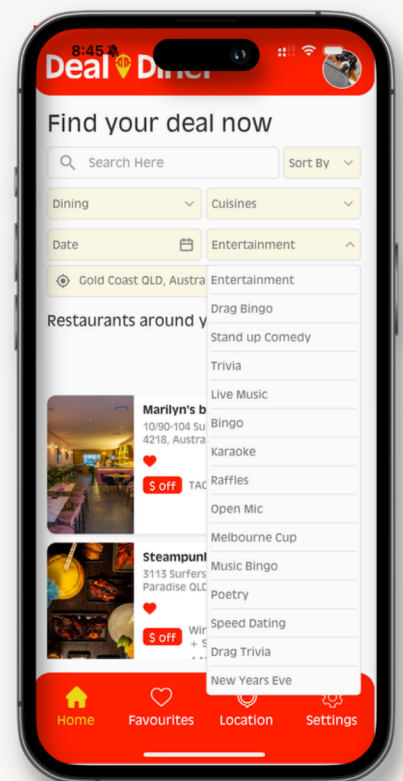 8:45
Deal Diner
Find your deal now
Search Here
Sort By
Dining
Cuisines
Date
Entertainment
Gold Coast QLD, Austra
Entertainment
Drag Bingo
Restaurants around y
Stand up Comedy
Trivia
Live Music
Marilyn's b
10/90-104 Su
4218, Austra
Bingo
Karaoke
$ off TAC
Raffles
Open Mic
Melbourne Cup
Steampunl
3113 Surfers
Paradise QLD
Music Bingo
Poetry
$ off Win
+ S
Speed Dating
Drag Trivia
New Years Eve
Home
Favourites
Location
Settings